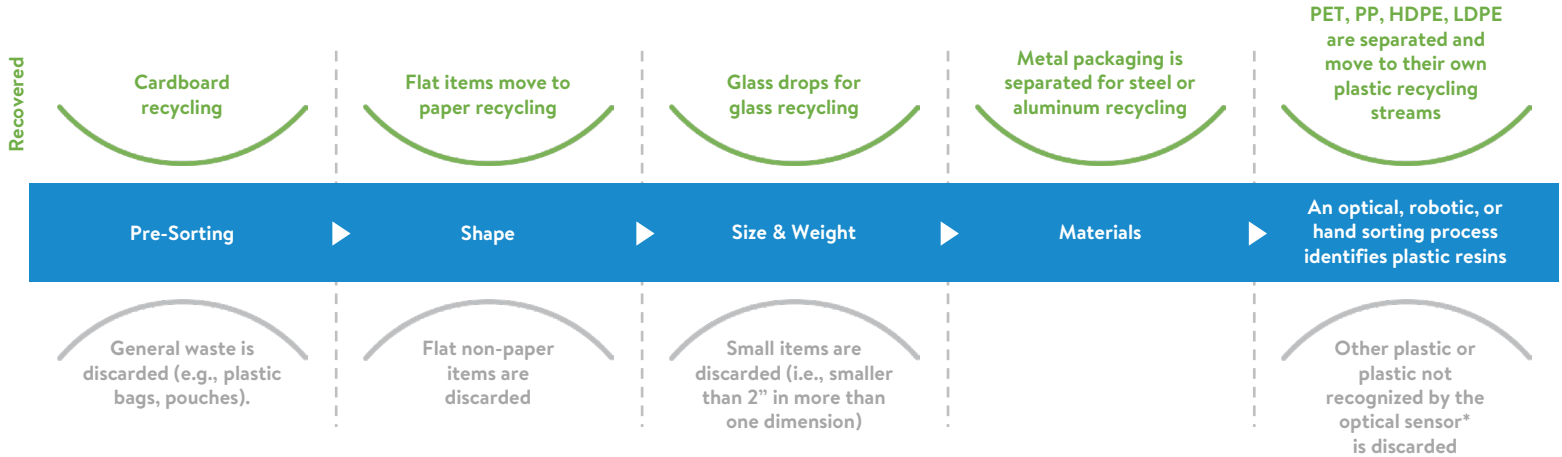 Recovered
Cardboard
recycling
Flat items move to
paper recycling
Glass drops for
glass recycling
Metal packaging is
separated for steel or
aluminum recycling
PET, PP, HDPE, LDPE
are separated and
move to their own
plastic recycling
streams
Pre-Sorting
Shape
Size & Weight
Materials
An optical, robotic, or
hand sorting process
identifies plastic resins
General waste is
discarded (e.g., plastic
bags, pouches).
Flat non-paper
items are
discarded
Small items are
discarded (i.e., smaller
than 2” in more than
one dimension)
Other plastic or
plastic not
recognized by the
optical sensor*
is discarded